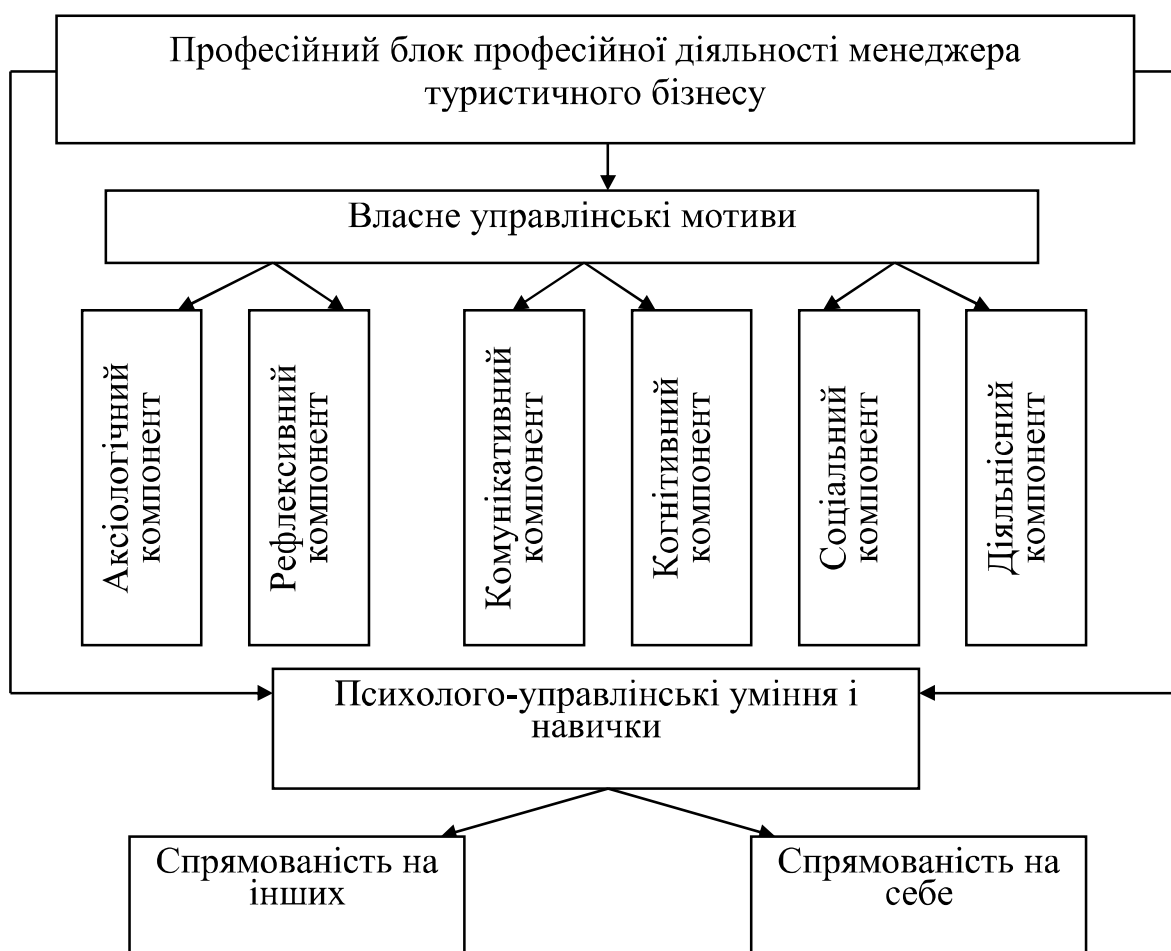 Професійний блок професійної діяльності менеджера
туристичного бізнесу
Власне управлінські мотиви
Аксіологічний
компонент
Рефлексивний
компонент
Комунікативний
компонент
Когнітивний
компонент
Соціальний
компонент
Діяльнісний
компонент
Психолого-управлінські уміння і
навички
Спрямованість на
інших
Спрямованість на
себе